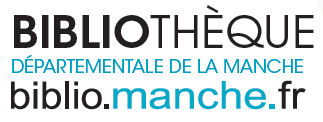 BIBLIOTHÈQUE
DÉPARTEMENTALE DE LA MANCHE
biblio.manche.fr